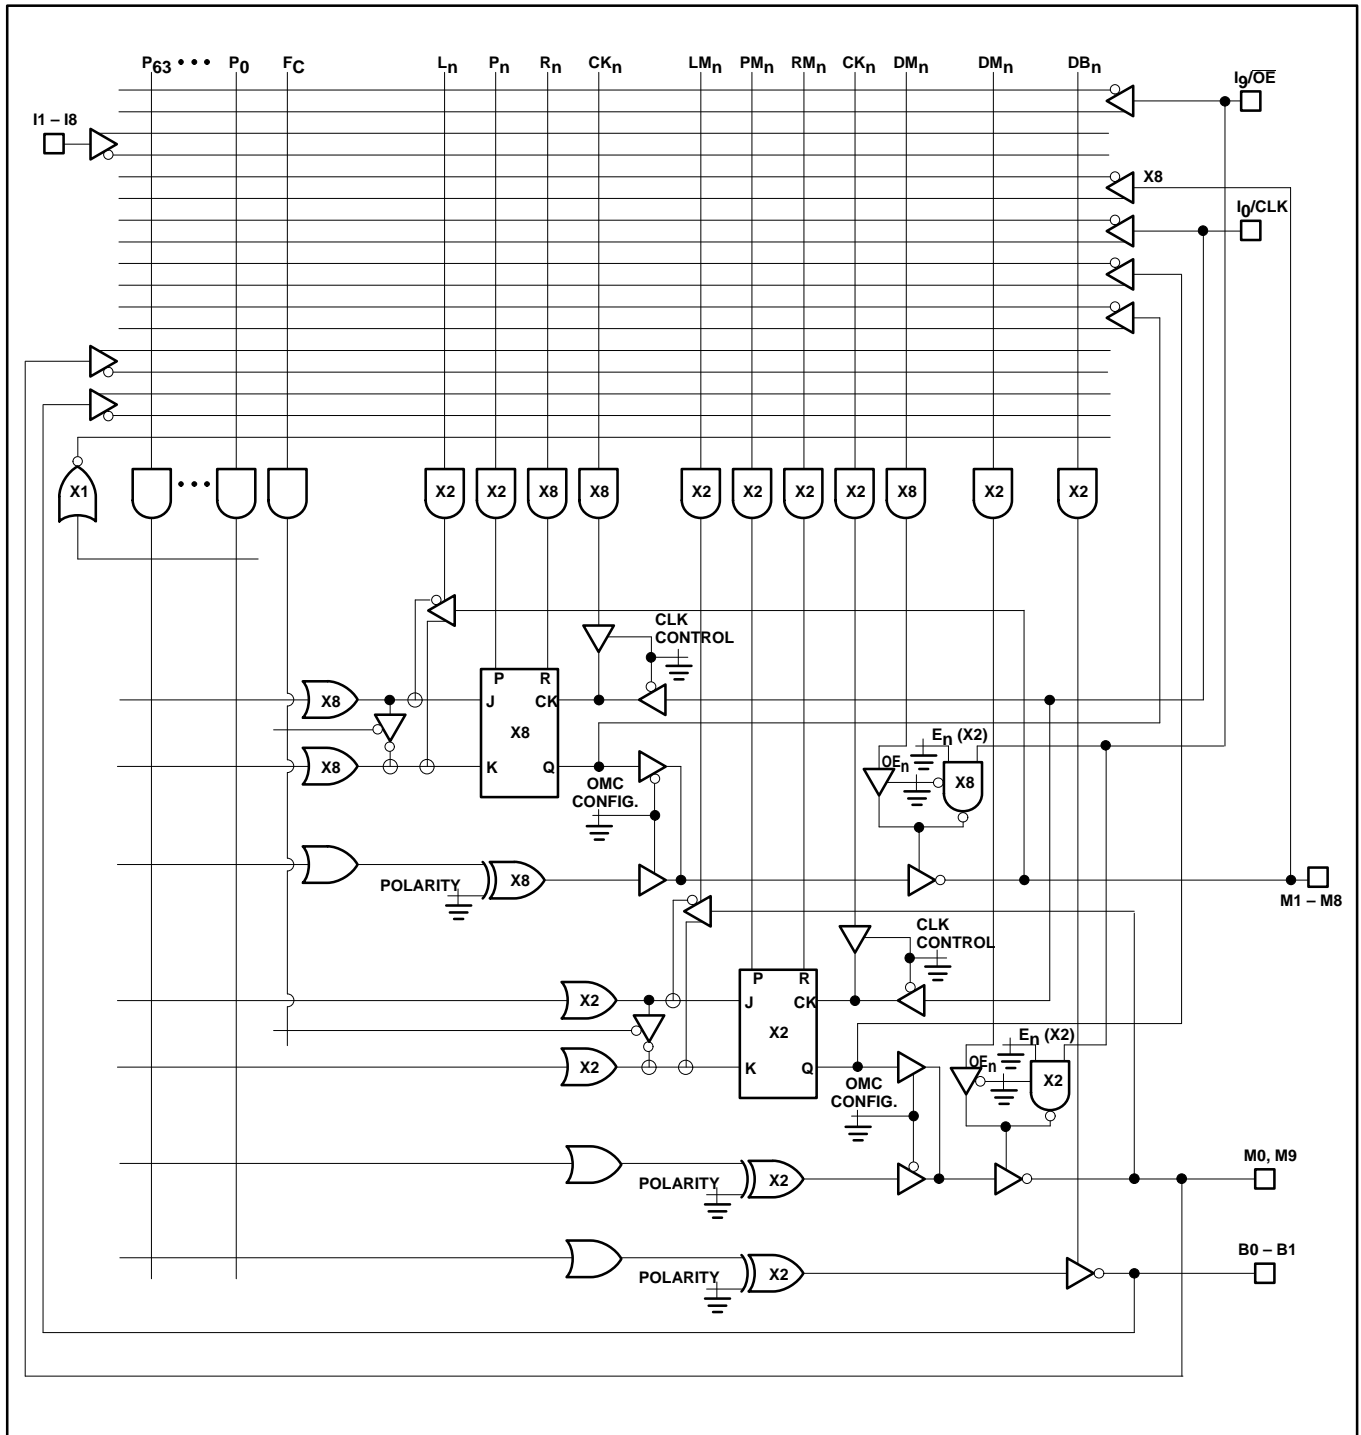 P63 • • • P0 FC Ln Pn Rn CKn LMn PMn RMn CKn DMn DMn DBn
I9/OE
I1 – I8
X8
I0/CLK
X1 X2 X2 X8 X8 X2 X2 X2 X2 X8 X2 X2
CLK
CONTROL
P R
X8 J CK
X8
En (X2)
OEn
X8
X8 K Q
OMC
CONFIG.
POLARITY X8
M1 – M8
CLK
CONTROL
P R
X2 J CK
X2
En (X2)
OEn
X2
X2 K Q
OMC
CONFIG.
M0, M9
POLARITY X2
B0 – B1
POLARITY X2